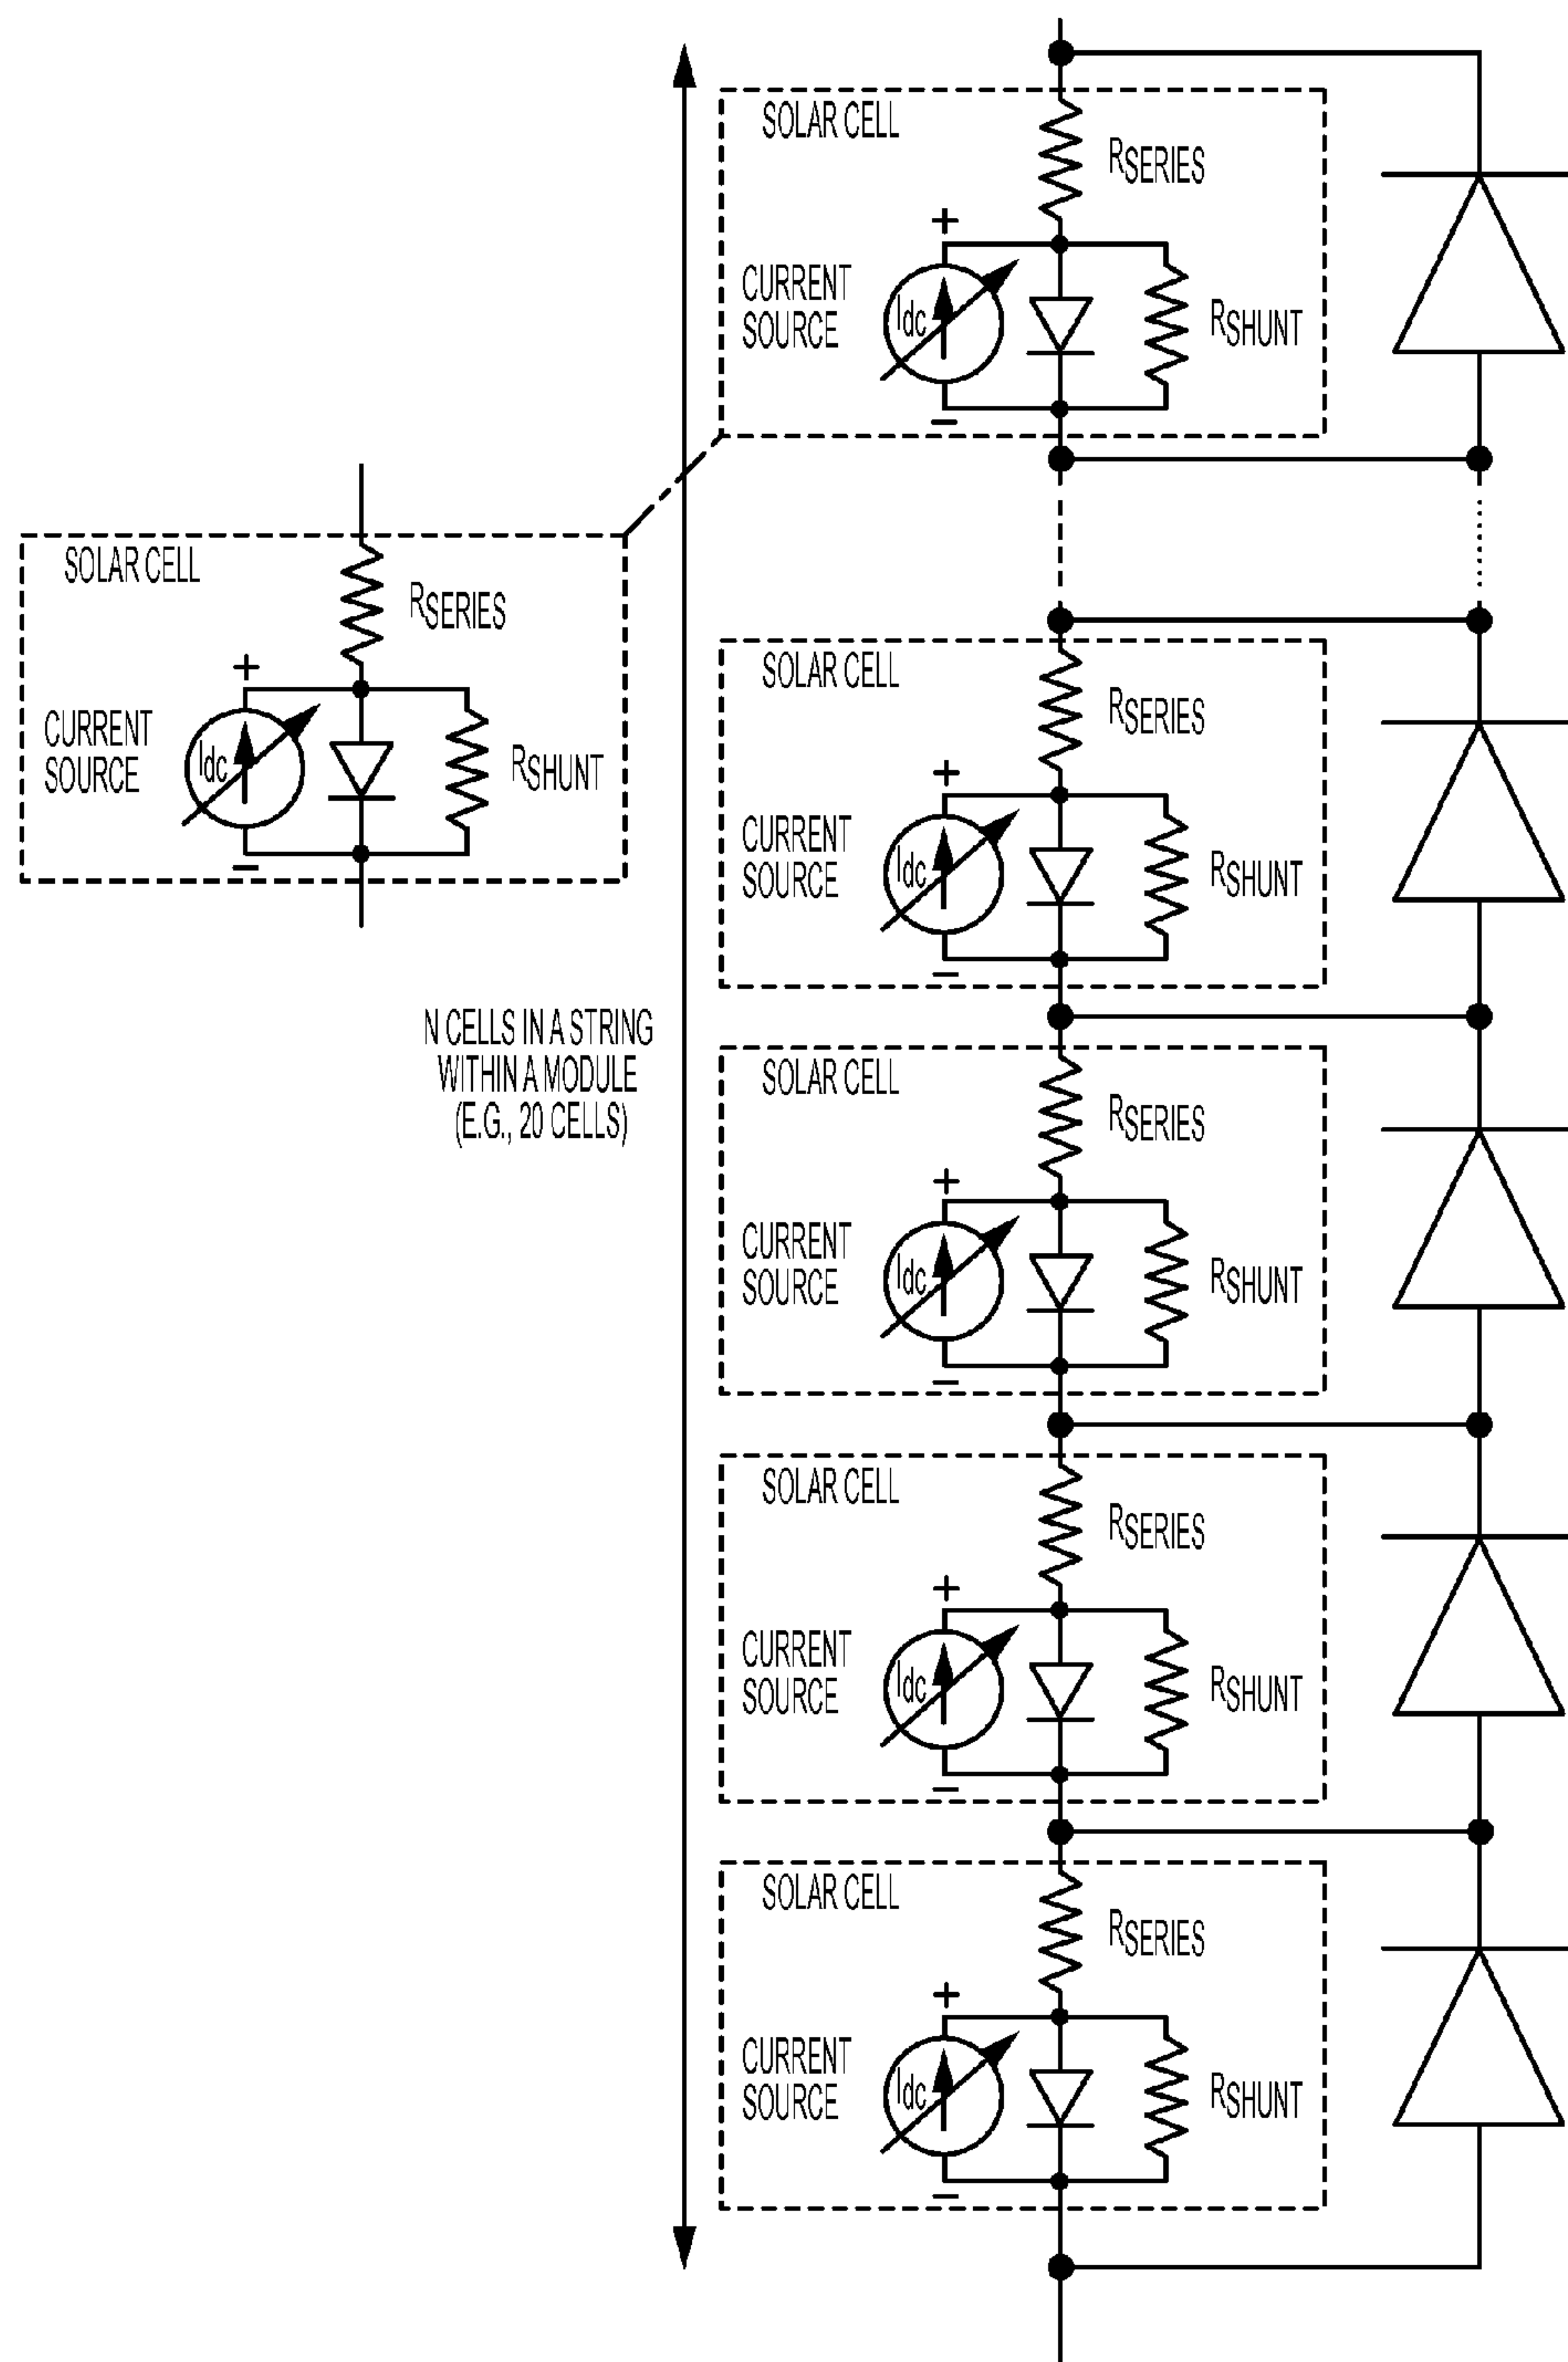 SOLAR CELL
RSERIES
+
CURRENT
SOURCE
Idc
RSHUNT
−
SOLAR CELL
RSERIES
+
CURRENT
SOURCE
Idc
RSHUNT
−
N CELLS IN A STRING
WITHIN A MODULE
(E.G., 20 CELLS)
SOLAR CELL
RSERIES
+
CURRENT
SOURCE
Idc
RSHUNT
−
SOLAR CELL
RSERIES
+
CURRENT
SOURCE
Idc
RSHUNT
−
SOLAR CELL
RSERIES
+
CURRENT
SOURCE
Idc
RSHUNT
−
SOLAR CELL
RSERIES
+
CURRENT
SOURCE
Idc
RSHUNT
−